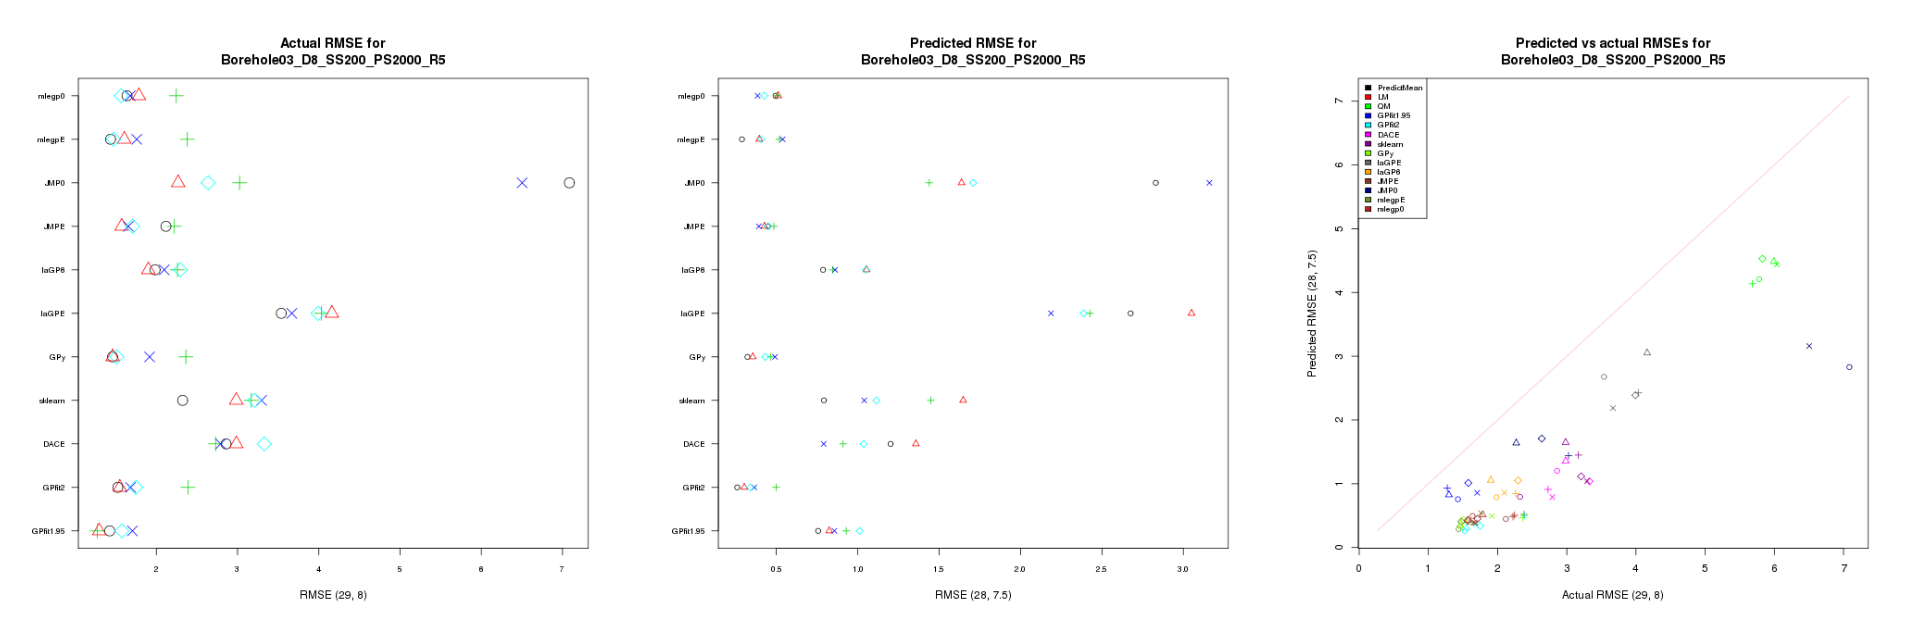 Actual RMSE for
Borehole03_D8_SS200_PS2000_R5
mlegp0
mlegpE
JMP0
JMPE
laGP6
laGPE
GPy
sklearn
DACE
GPfit2
GPfit1.95
2 3 4 5 6 7
RMSE (29, 8)
Predicted RMSE for
Borehole03_D8_SS200_PS2000_R5
mlegp0
mlegpE
JMP0
JMPE
laGP6
laGPE
GPy
sklearn
DACE
GPfit2
GPfit1.95
0.5 1.0 1.5 2.0 2.5 3.0
RMSE (28, 7.5)
Predicted vs actual RMSEs for
Borehole03_D8_SS200_PS2000_R5
PredictMean
LM
QM
GPfit1.95
GPfit2
DACE
sklearn
GPy
laGPE
laGP6
JMPE
JMP0
mlegpE
mlegp0
Predicted RMSE (28, 7.5)
7
6
5
4
3
2
1
0
0 1 2 3 4 5 6 7
Actual RMSE (29, 8)